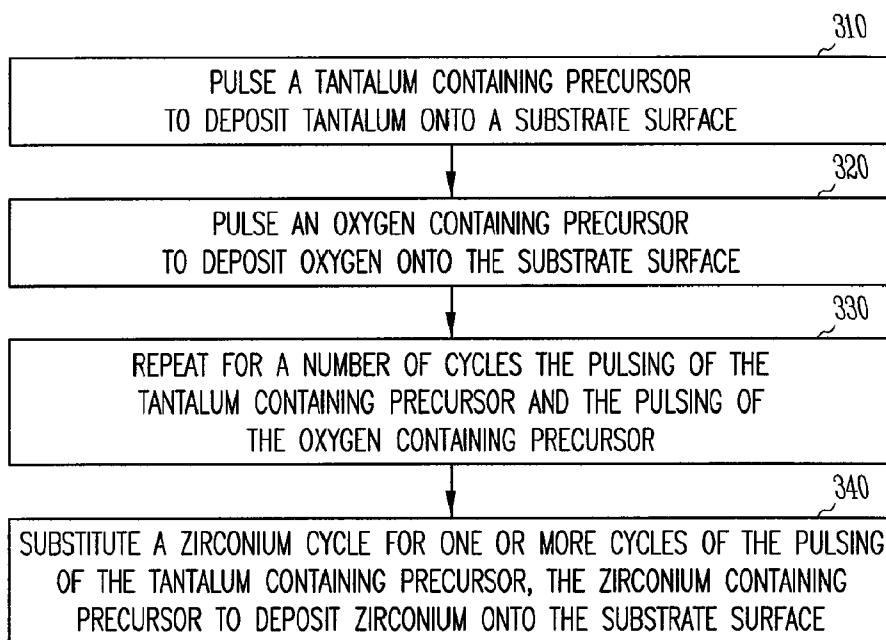 310
PULSE A TANTALUM CONTAINING PRECURSOR
TO DEPOSIT TANTALUM ONTO A SUBSTRATE SURFACE
320
PULSE AN OXYGEN CONTAINING PRECURSOR
TO DEPOSIT OXYGEN ONTO THE SUBSTRATE SURFACE
330
REPEAT FOR A NUMBER OF CYCLES THE PULSING OF THE
TANTALUM CONTAINING PRECURSOR AND THE PULSING OF
THE OXYGEN CONTAINING PRECURSOR
340
SUBSTITUTE A ZIRCONIUM CYCLE FOR ONE OR MORE CYCLES OF THE PULSING
OF THE TANTALUM CONTAINING PRECURSOR, THE ZIRCONIUM CONTAINING
PRECURSOR TO DEPOSIT ZIRCONIUM ONTO THE SUBSTRATE SURFACE